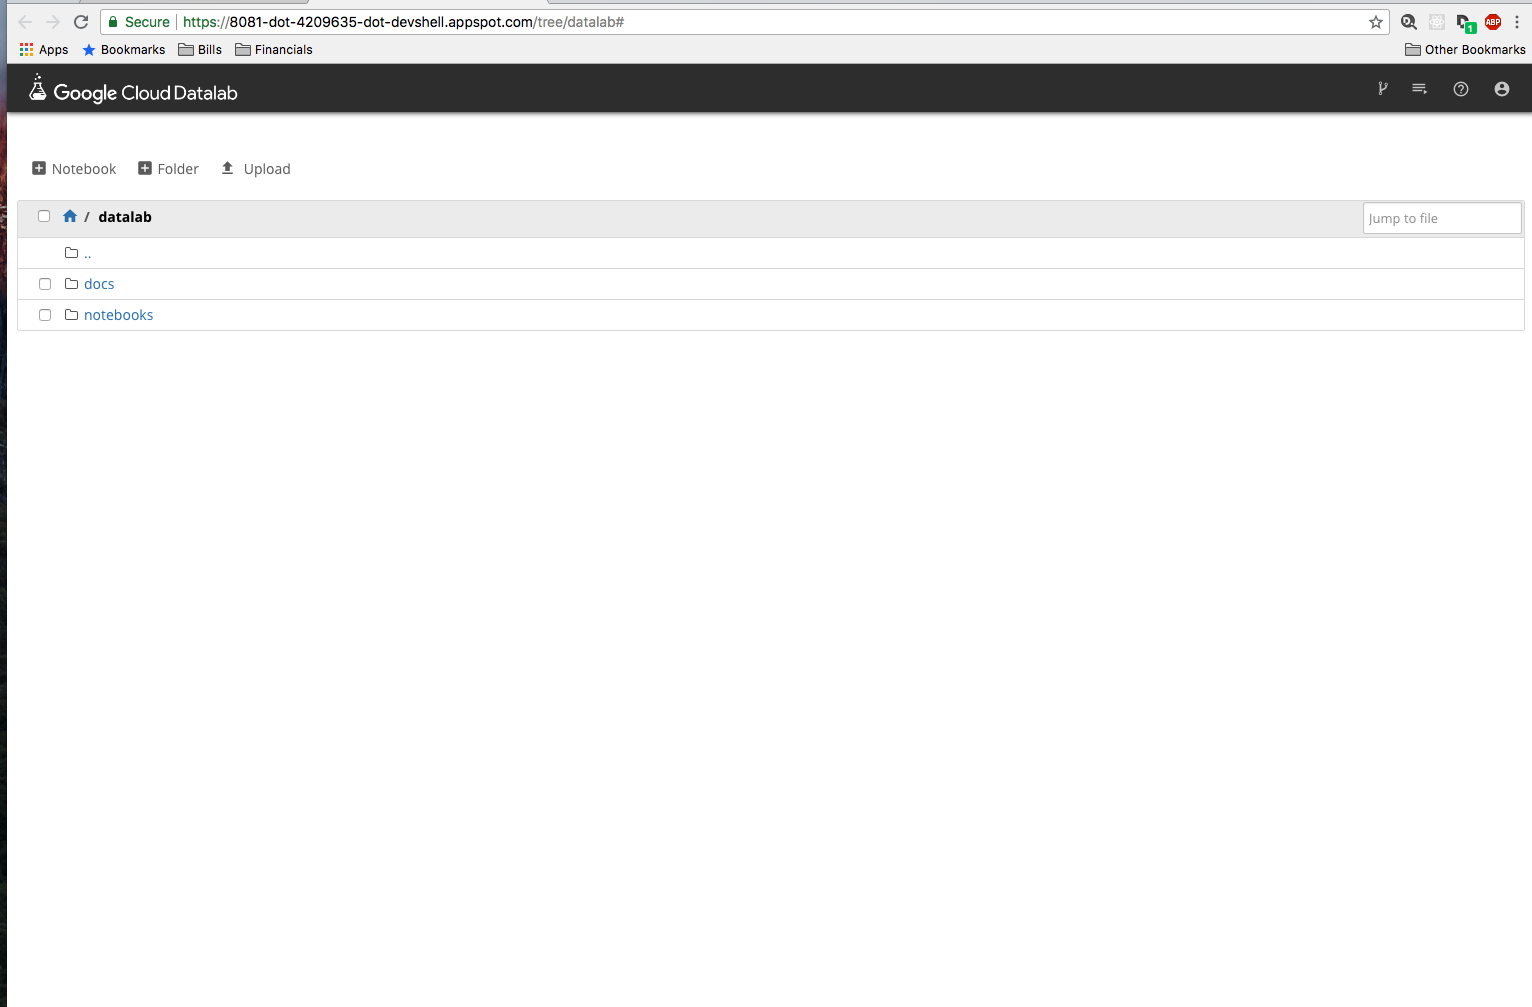 Secure https://8081-dot-4209635-dot-devshell.appspot.com/tree/datalab#
1 ABP
Apps Bookmarks Bills Financials Other Bookmarks
Google Cloud Datalab
Notebook Folder Upload
/ datalab Jump to file
..
docs
notebooks